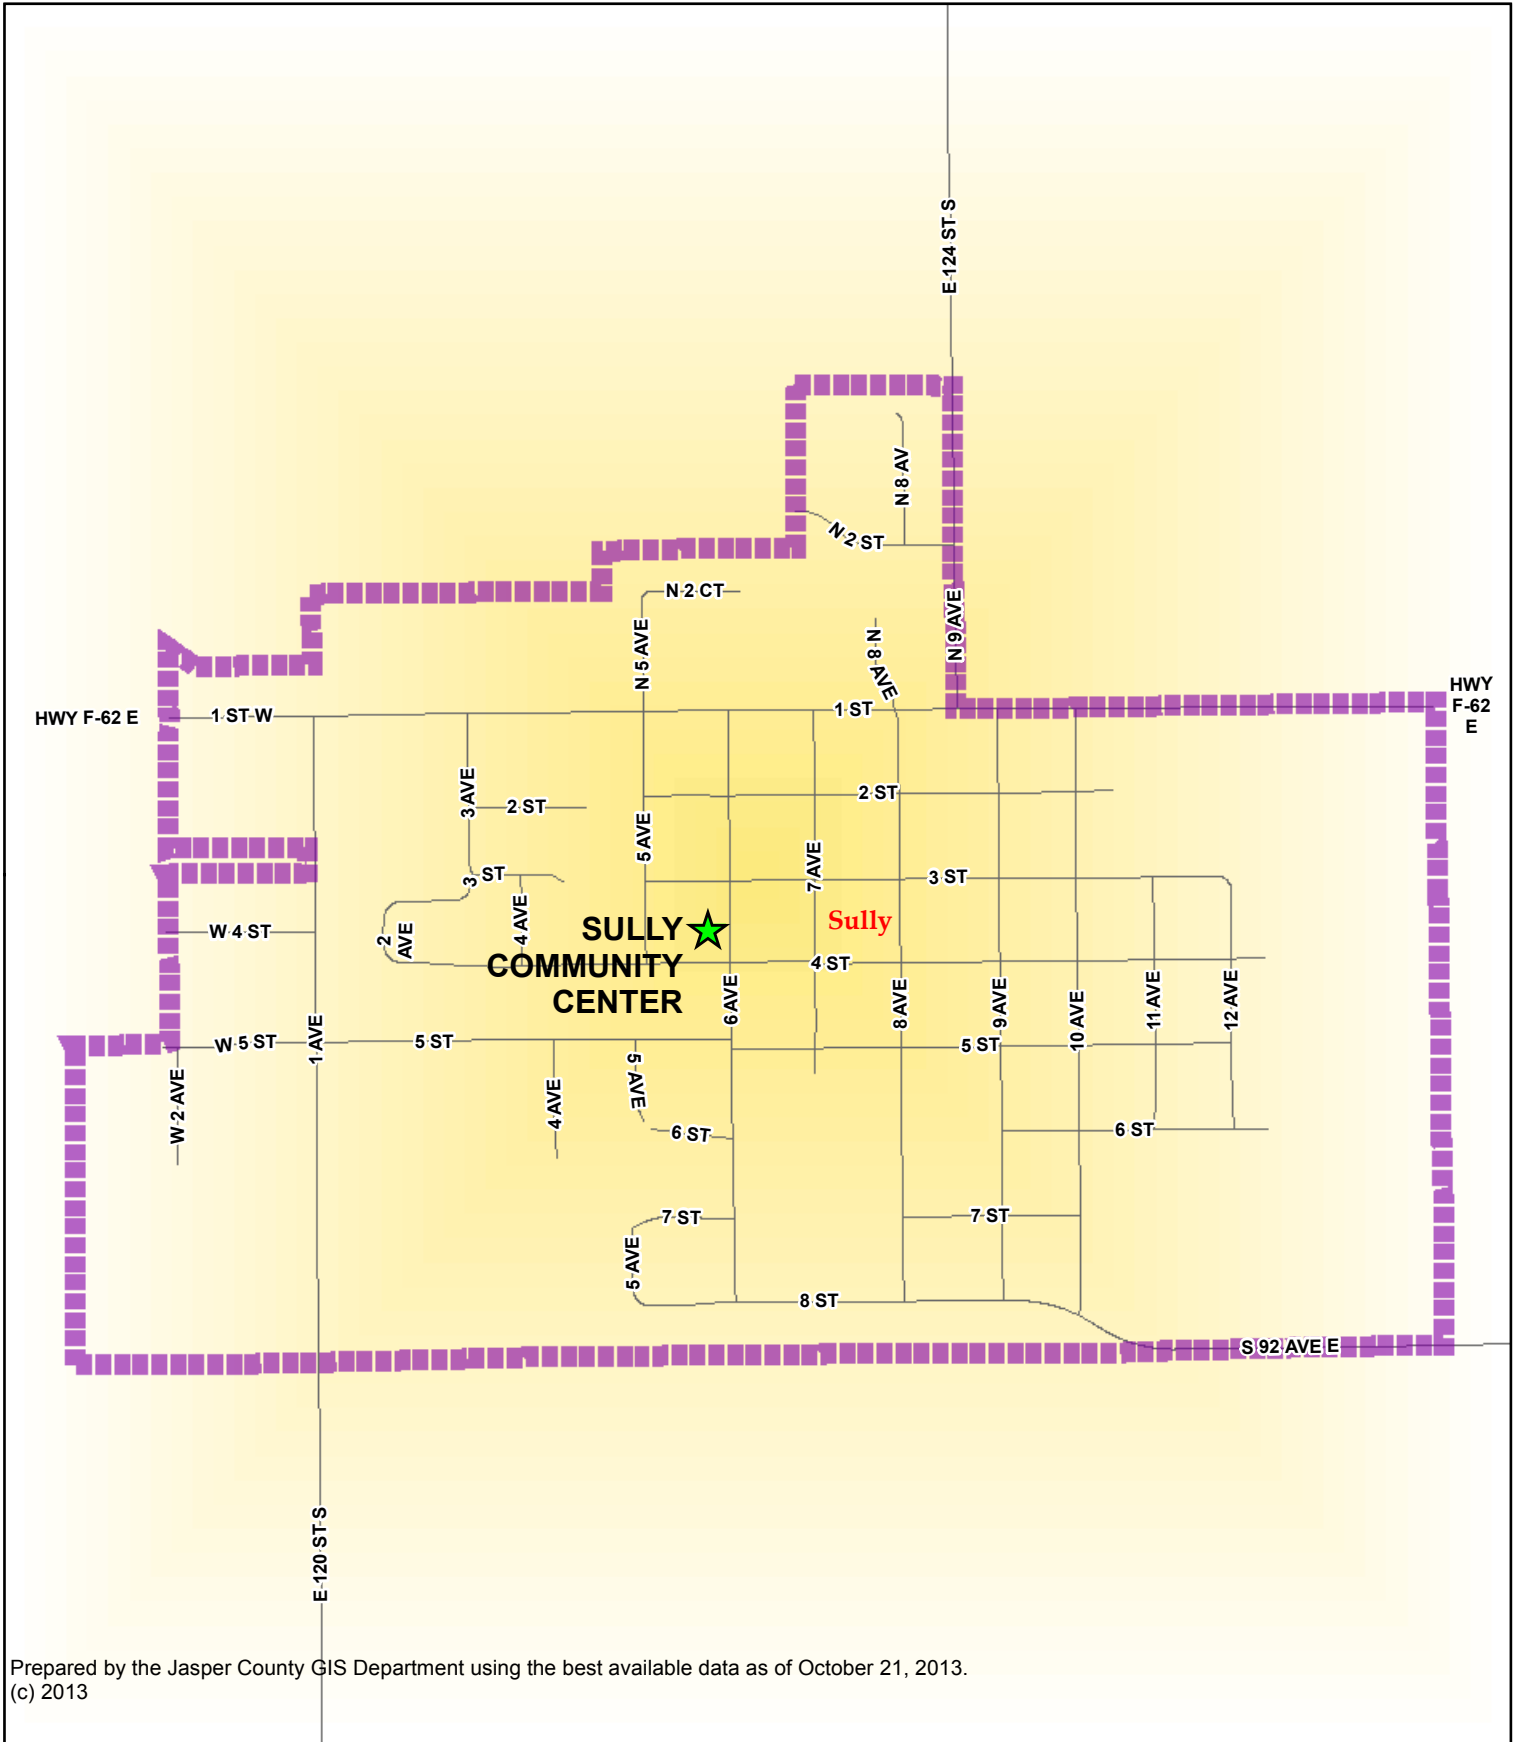 E 124 ST S
N 8 AV
N 2 ST
N 2 CT
N 5 AVE
N 8 AVE
N 9 AVE
HWY
F-62
E
HWY F-62 E
1 ST W
1 ST
3 AVE
2 ST
5 AVE
2 ST
7 AVE
3 ST
3 ST
4 AVE
2 AVE
W 4 ST
SULLY
COMMUNITY
CENTER
Sully
4 ST
6 AVE
8 AVE
9 AVE
10 AVE
11 AVE
12 AVE
W 5 ST
1 AVE
5 ST
5 ST
W 2 AVE
4 AVE
5 AVE
6 ST
6 ST
7 ST
7 ST
5 AVE
8 ST
S 92 AVE E
E 120 ST S
Prepared by the Jasper County GIS Department using the best available data as of October 21, 2013.
(c) 2013